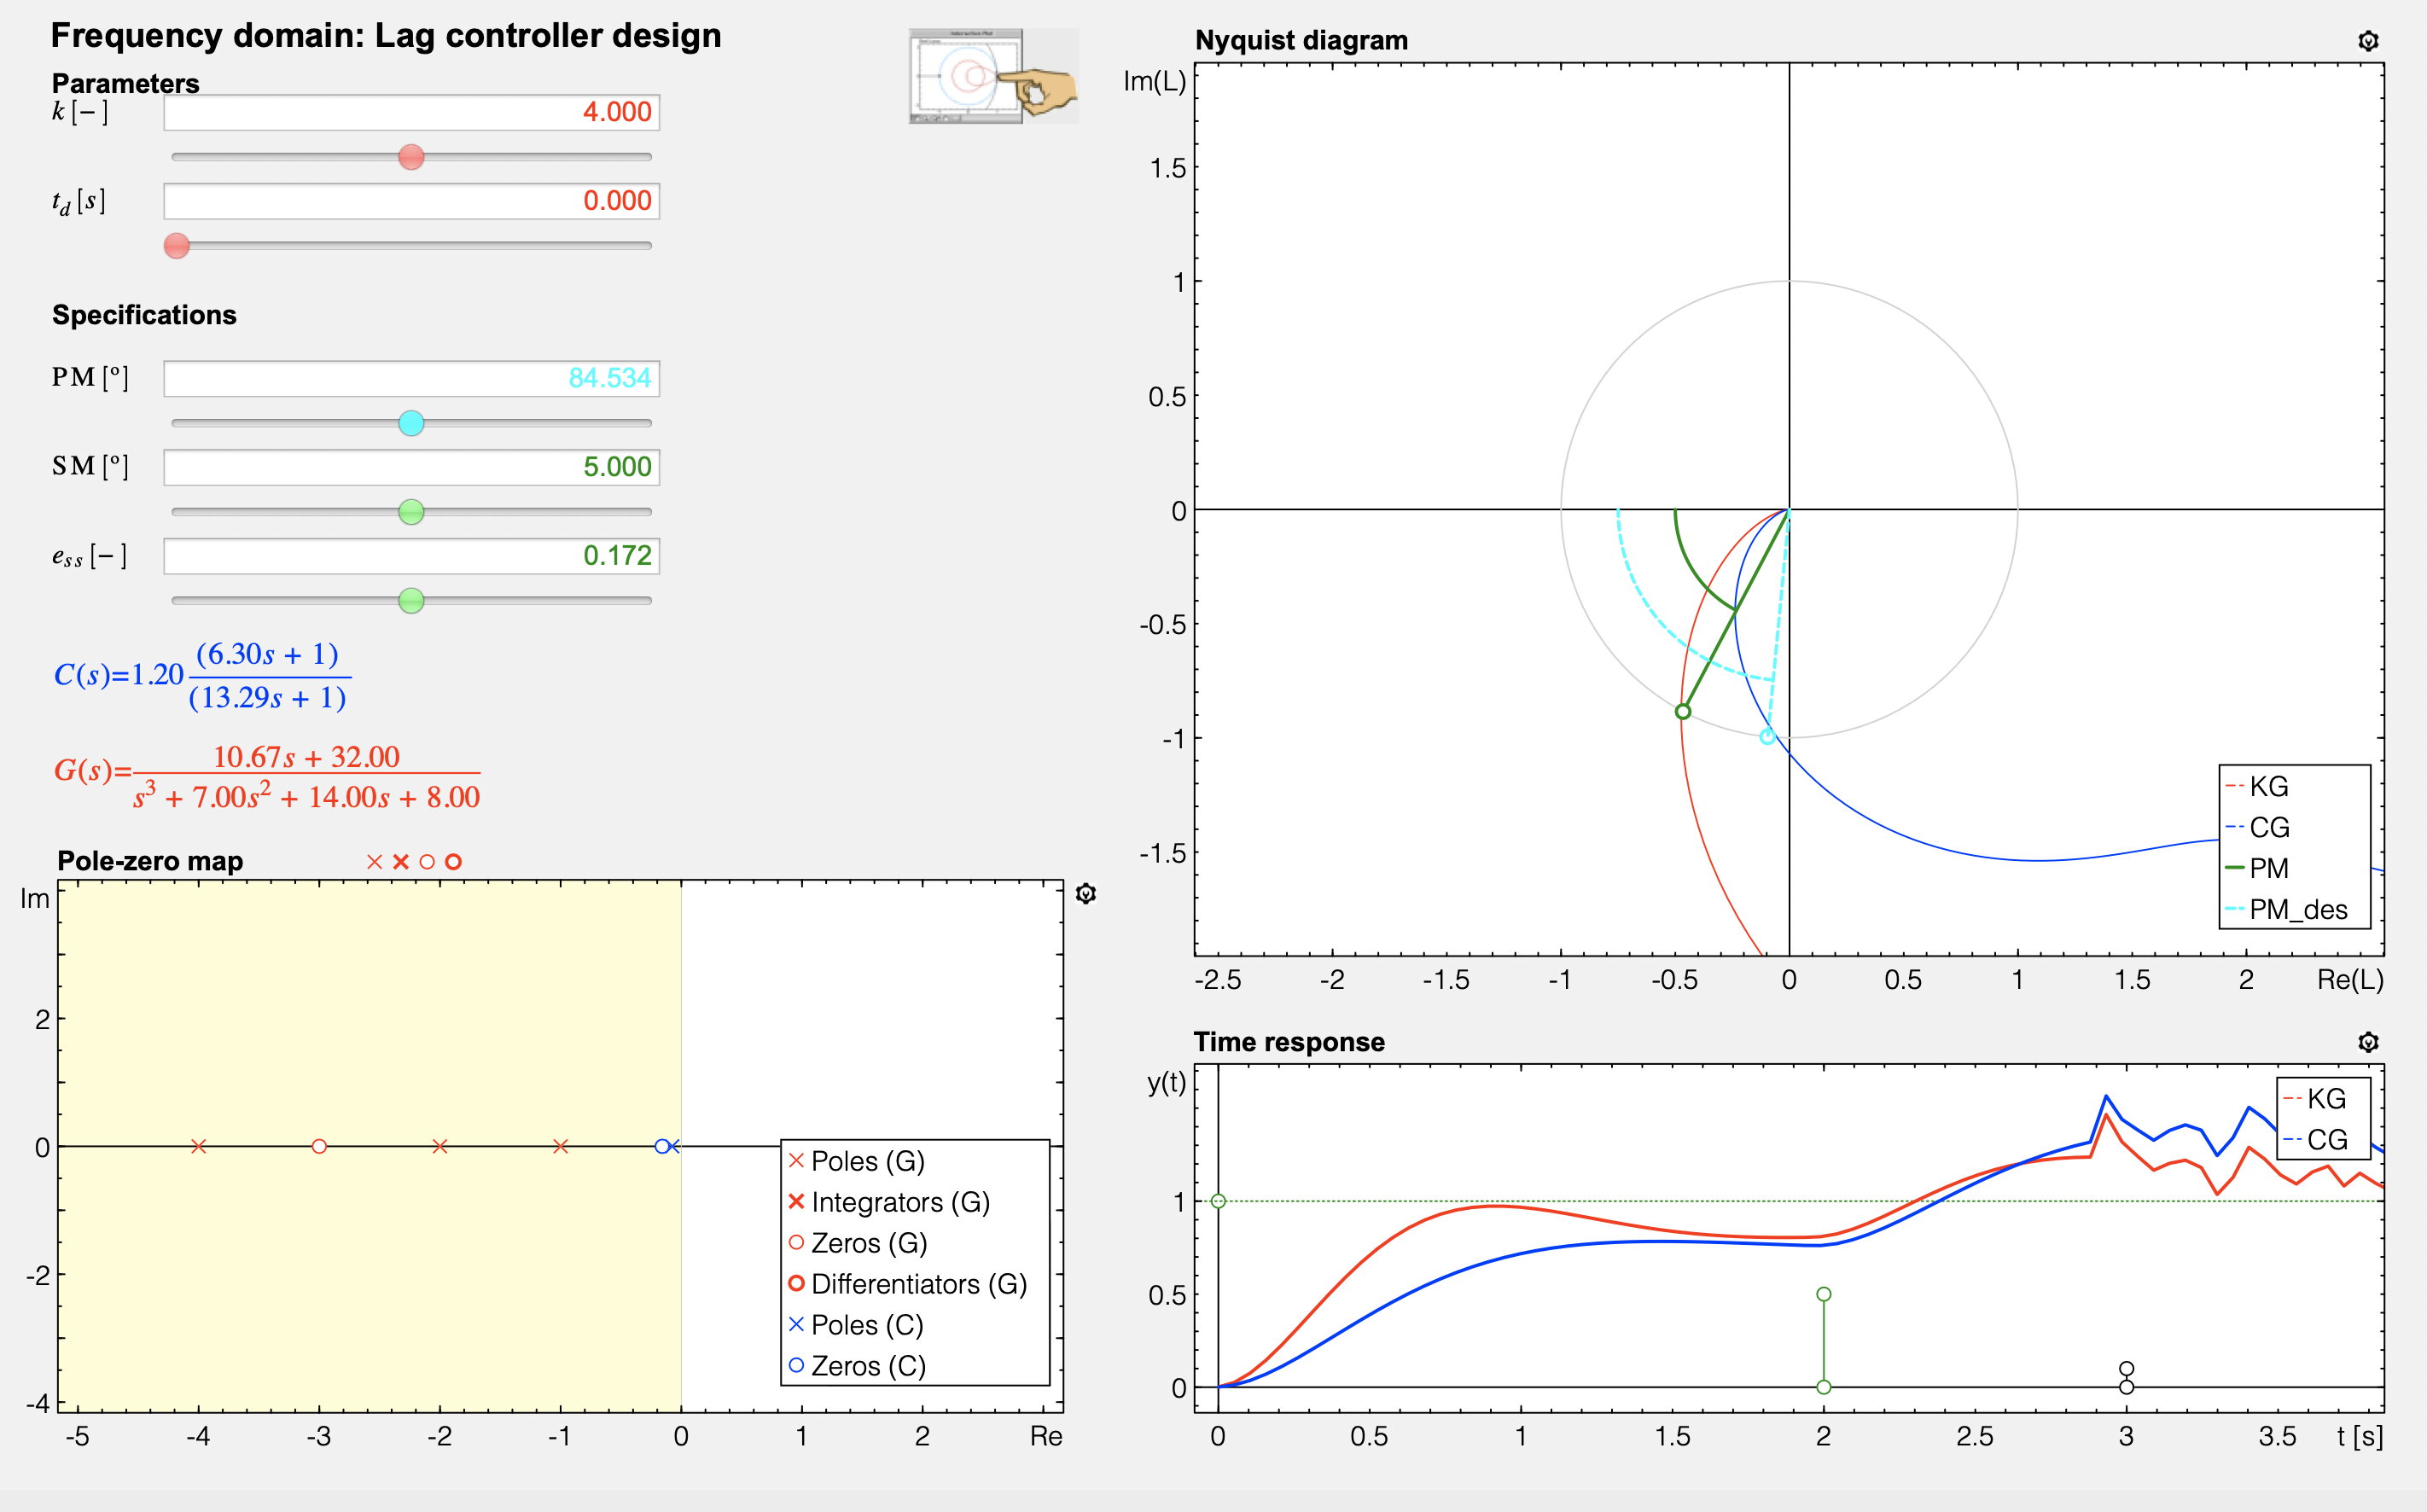 Frequency domain: Lag controller design
Parameters
k [ − ] 4.000
t_d [s] 0.000
Specifications
PM [º] 84.534
SM [º] 5.000
e_ss [ − ] 0.172
C(s)=1.20 (6.30s + 1) / (13.29s + 1)
G(s)= 10.67s + 32.00 / s³ + 7.00s² + 14.00s + 8.00
Pole-zero map
Im
2
0
-2
-4
-5 -4 -3 -2 -1 0 1 2 Re
Poles (G)
Integrators (G)
Zeros (G)
Differentiators (G)
Poles (C)
Zeros (C)
Nyquist diagram
Im(L)
1.5
1
0.5
0
-0.5
-1
-1.5
-2.5 -2 -1.5 -1 -0.5 0 0.5 1 1.5 2 Re(L)
KG
CG
PM
PM_des
Time response
y(t)
1
0.5
0
0 0.5 1 1.5 2 2.5 3 3.5 t [s]
KG
CG